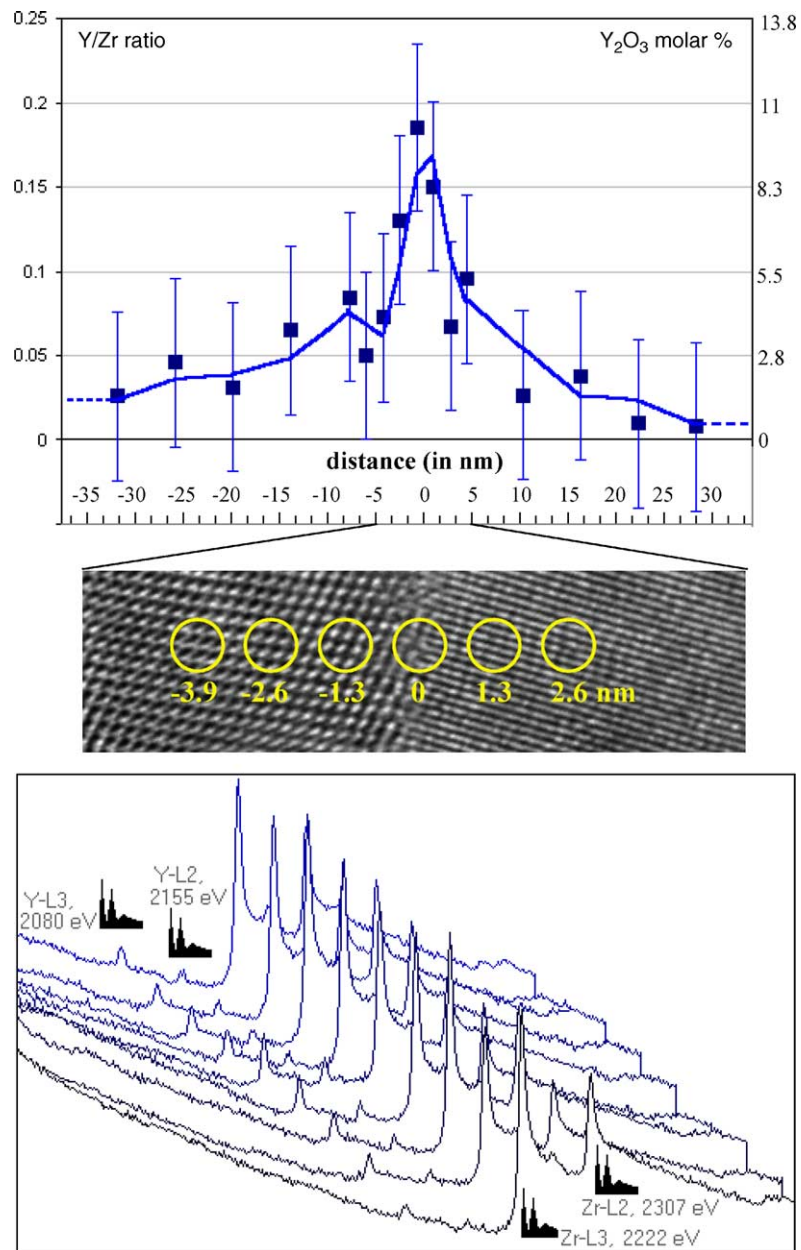 0.25 13.8
Y/Zr ratio Y₂O₃ molar %
0.2 11
0.15 8.3
0.1 5.5
0.05 2.8
0 0
distance (in nm)
-35 -30 -25 -20 -15 -10 -5 0 5 10 15 20 25 30
-3.9 -2.6 -1.3 0 1.3 2.6 nm
Y-L3,
2080 eV
Y-L2,
2155 eV
Zr-L2, 2307 eV
Zr-L3, 2222 eV